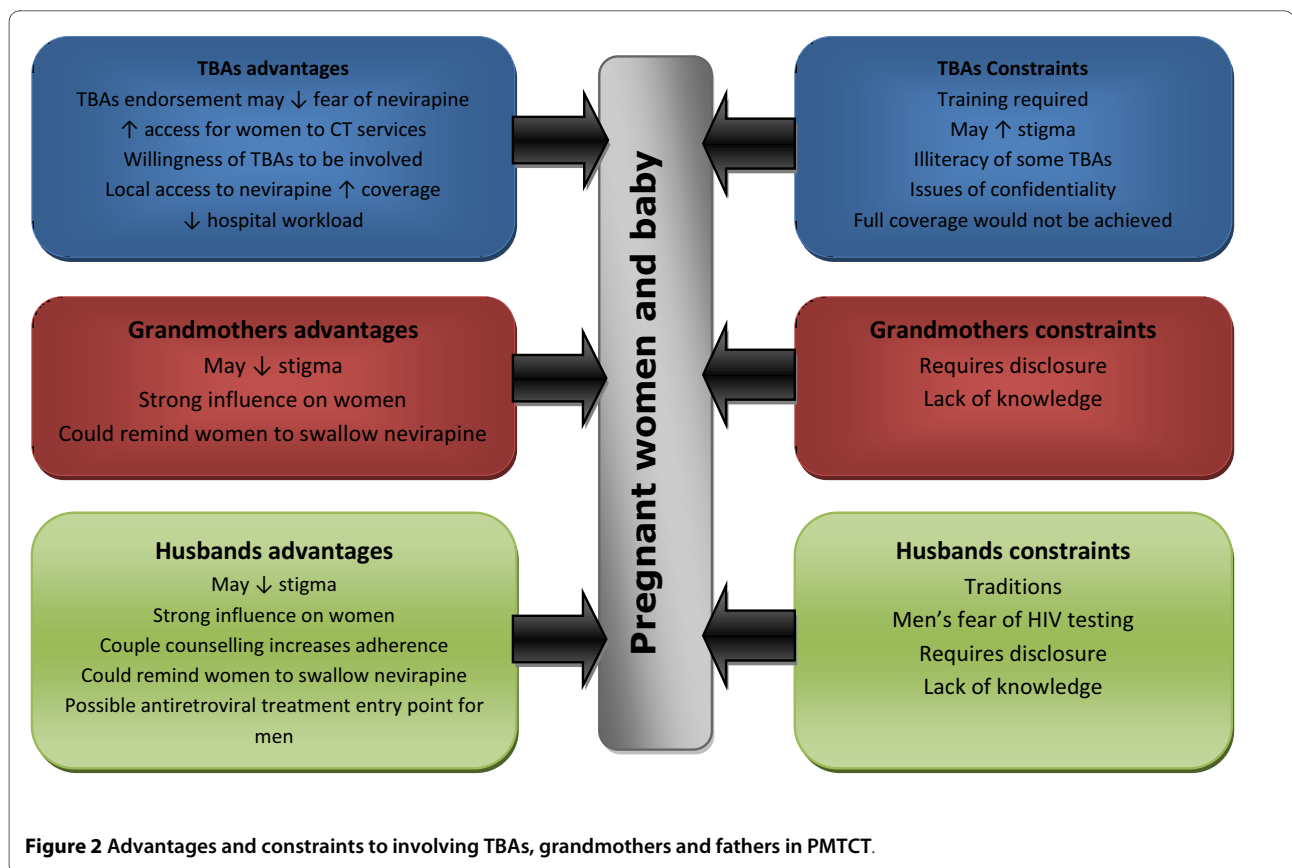 TBAs advantages
TBAs endorsement may ↓ fear of nevirapine
↑ access for women to CT services
Willingness of TBAs to be involved
Local access to nevirapine ↑ coverage
↓ hospital workload
TBAs Constraints
Training required
May ↑ stigma
Illiteracy of some TBAs
Issues of confidentiality
Full coverage would not be achieved
Grandmothers advantages
May ↓ stigma
Strong influence on women
Could remind women to swallow nevirapine
Grandmothers constraints
Requires disclosure
Lack of knowledge
Husbands advantages
May ↓ stigma
Strong influence on women
Couple counselling increases adherence
Could remind women to swallow nevirapine
Possible antiretroviral treatment entry point for
men
Husbands constraints
Traditions
Men’s fear of HIV testing
Requires disclosure
Lack of knowledge
Pregnant women and baby
Figure 2 Advantages and constraints to involving TBAs, grandmothers and fathers in PMTCT.